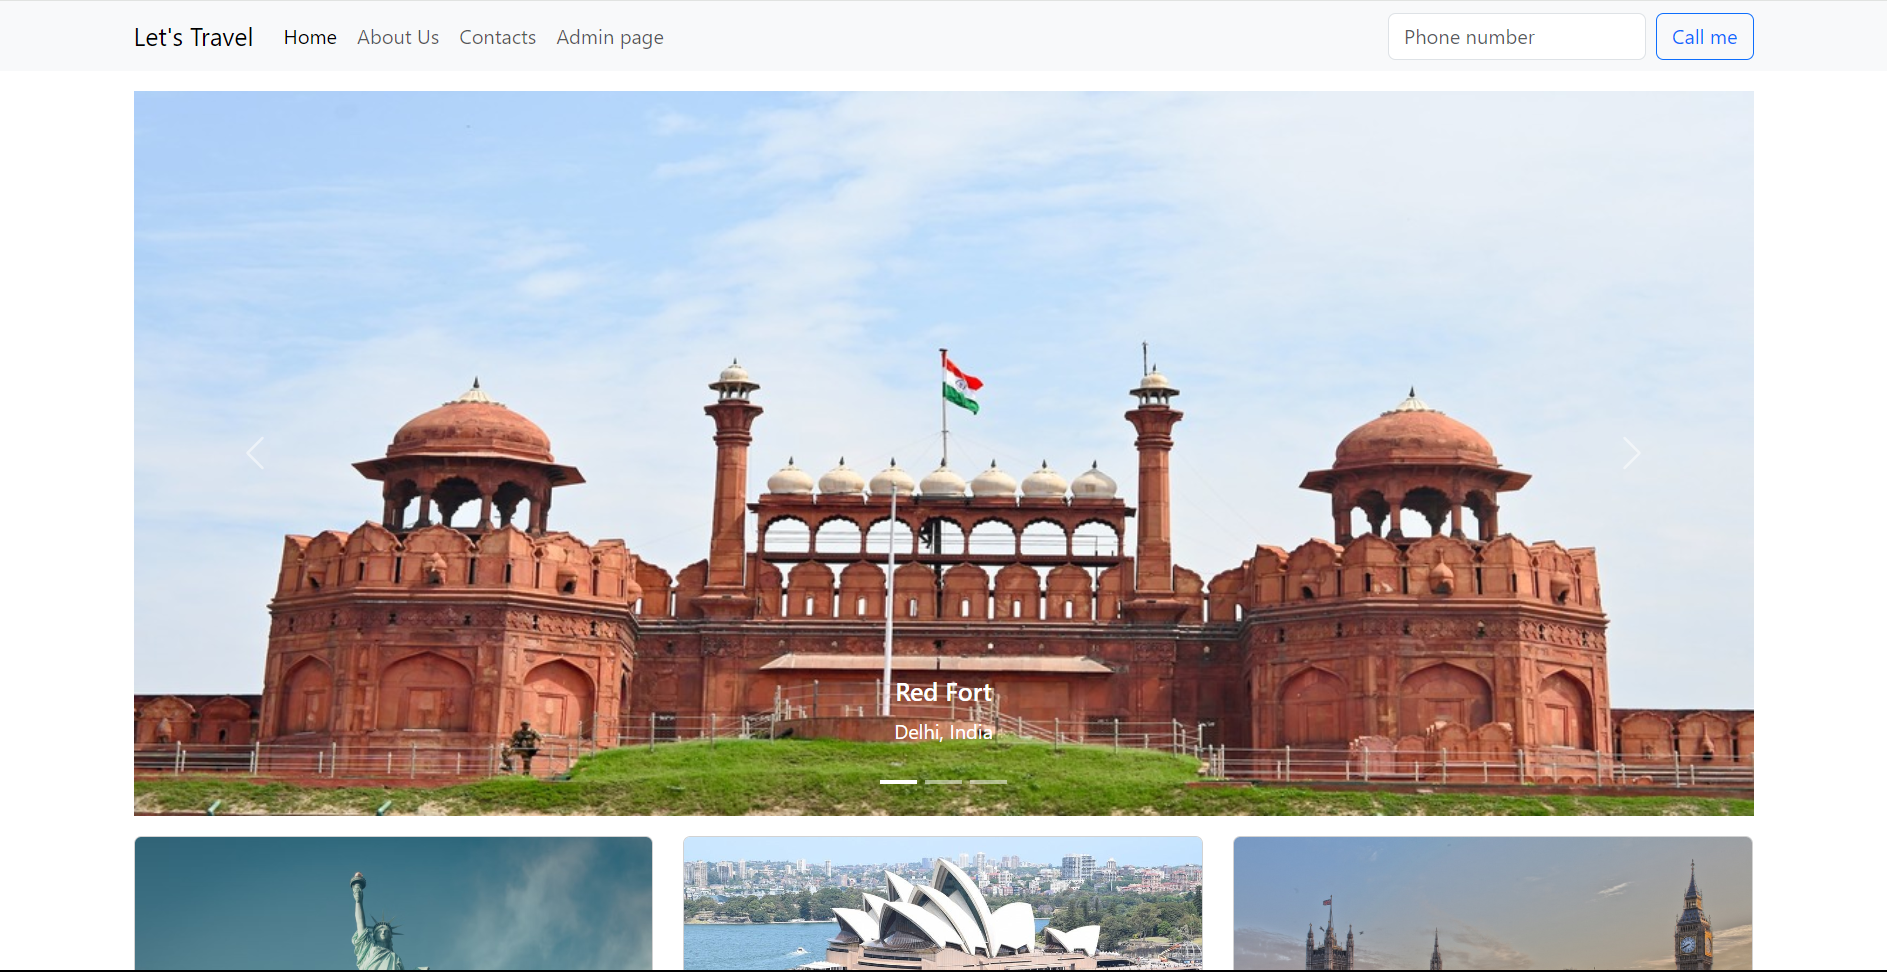 Let's Travel Home About Us Contacts Admin page Phone number Call me
Red Fort
Delhi, India